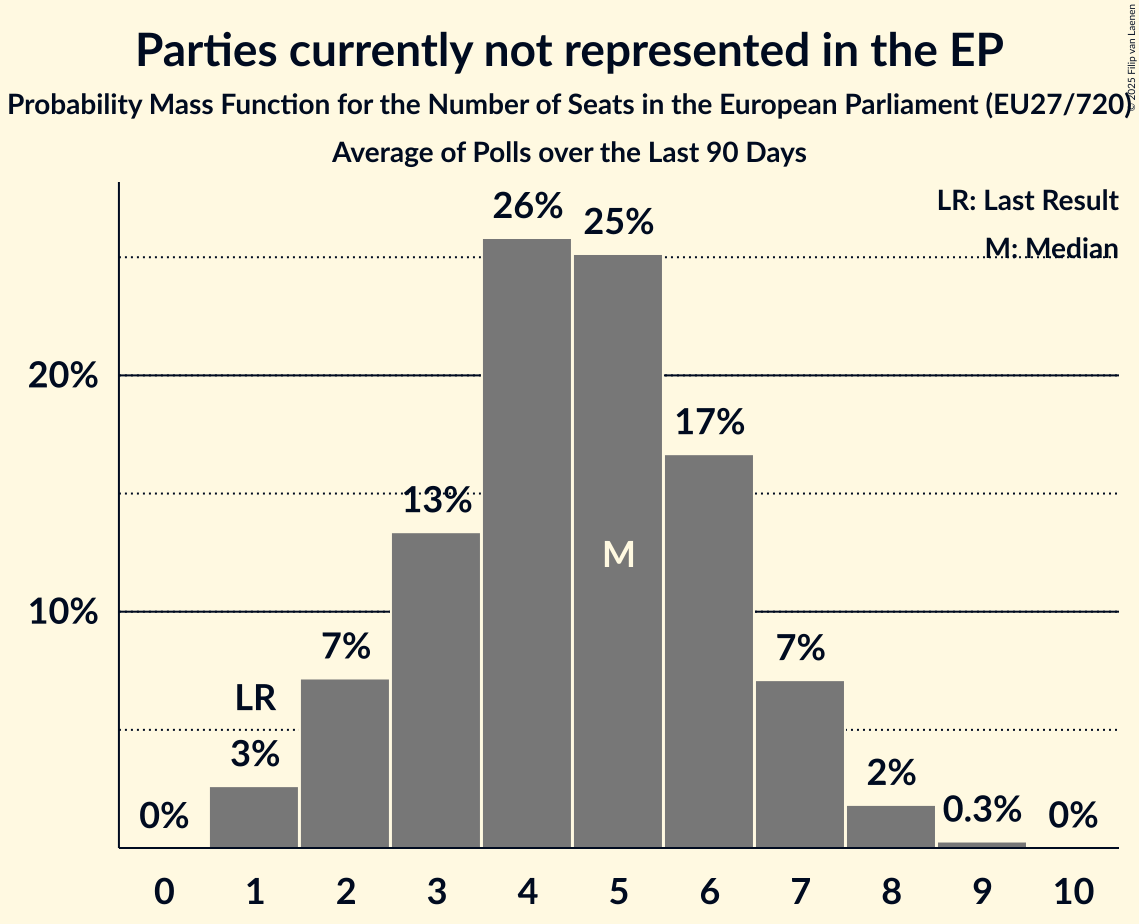 Parties currently not represented in the EP
Probability Mass Function for the Number of Seats in the European Parliament (EU27/720)
Average of Polls over the Last 90 Days
© 2025 Filip van Laenen
LR: Last Result
M: Median
26%
25%
20%
17%
13%
M
10%
7%
7%
LR
3%
2%
0%
0.3%
0%
0 1 2 3 4 5 6 7 8 9 10